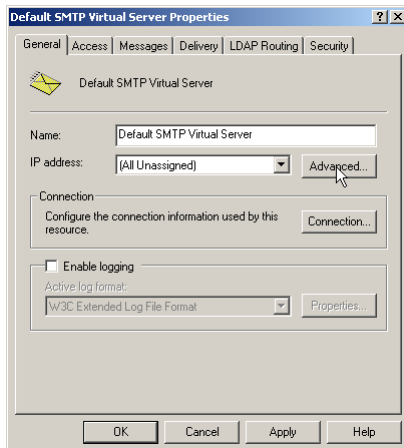 Default SMTP Virtual Server Properties
General Access Messages Delivery LDAP Routing Security
Default SMTP Virtual Server
Name: Default SMTP Virtual Server
IP address: (All Unassigned) Advanced...
Connection
Configure the connection information used by this
resource.
Connection...
Enable logging
Active log format:
W3C Extended Log File Format Properties...
OK Cancel Apply Help